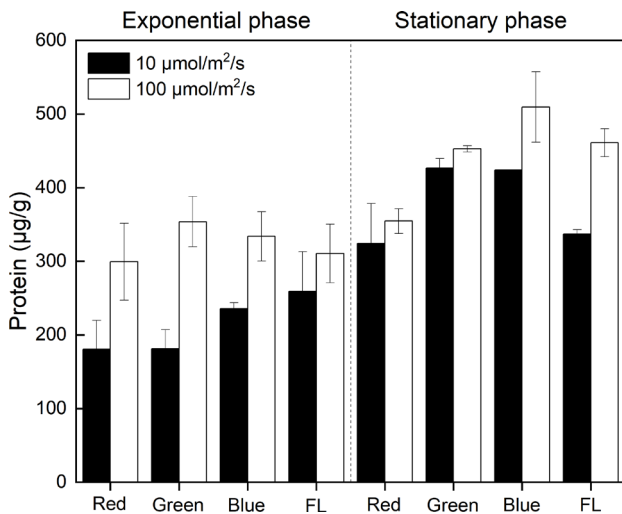 Exponential phase
Stationary phase
10 μmol/m²/s
100 μmol/m²/s
Protein (μg/g)
600
500
400
300
200
100
0
Red Green Blue FL Red Green Blue FL